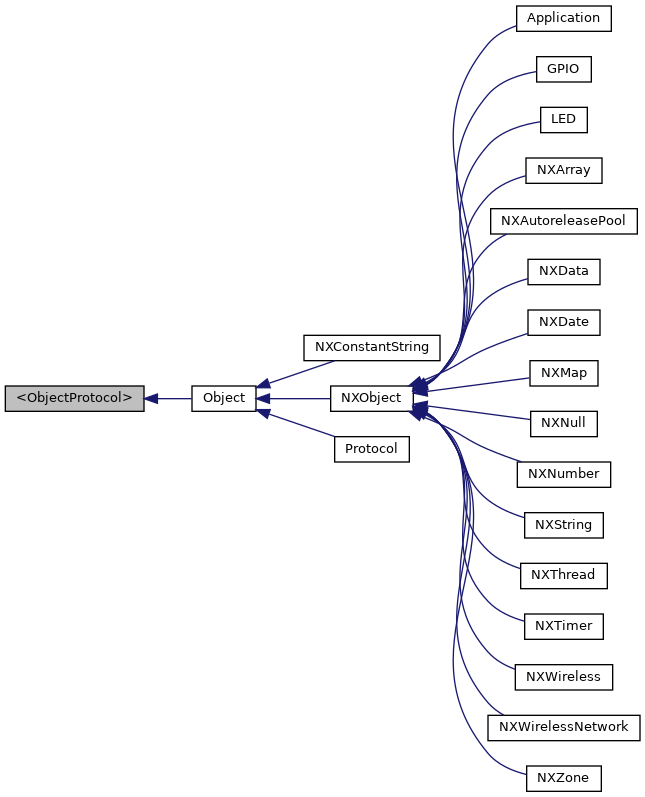 Application
GPIO
LED
NXArray
NXAutoreleasePool
NXData
NXDate
NXConstantString
NXMap
<ObjectProtocol>
Object
NXObject
NXNull
Protocol
NXNumber
NXString
NXThread
NXTimer
NXWireless
NXWirelessNetwork
NXZone